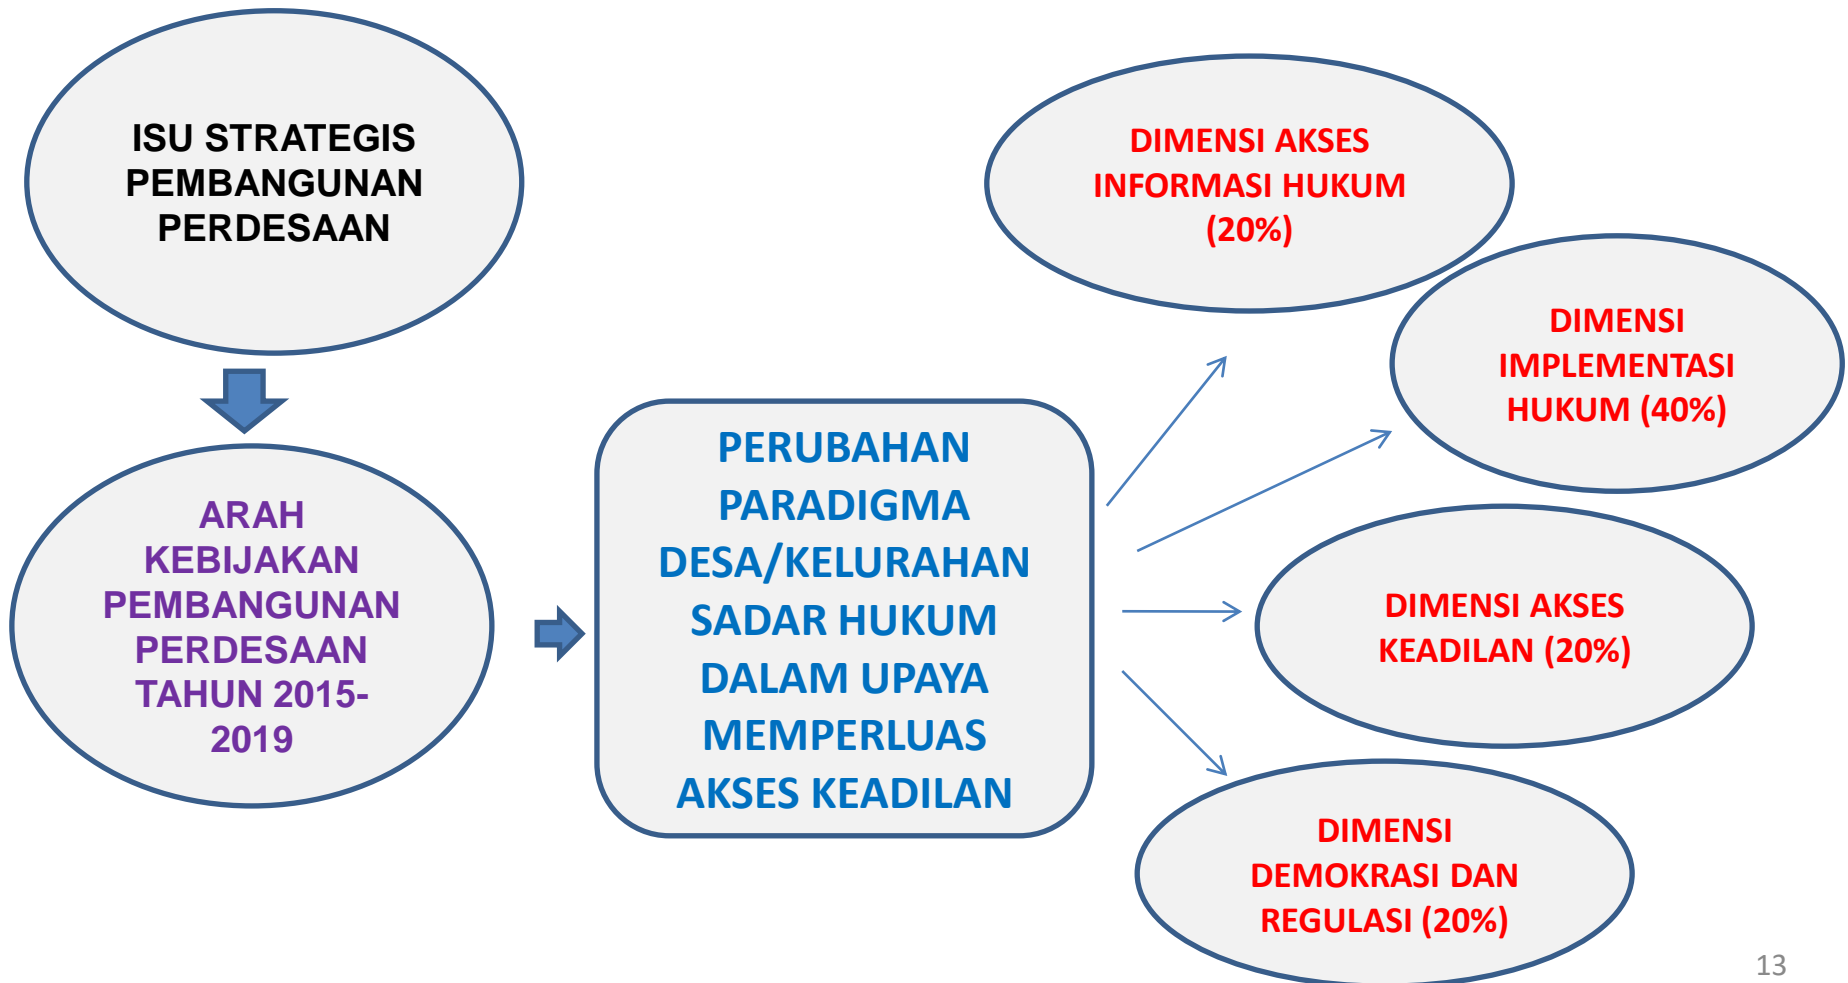 ISU STRATEGIS
PEMBANGUNAN
PERDESAAN
ARAH
KEBIJAKAN
PEMBANGUNAN
PERDESAAN
TAHUN 2015-
2019
PERUBAHAN
PARADIGMA
DESA/KELURAHAN
SADAR HUKUM
DALAM UPAYA
MEMPERLUAS
AKSES KEADILAN
DIMENSI AKSES
INFORMASI HUKUM
(20%)
DIMENSI
IMPLEMENTASI
HUKUM (40%)
DIMENSI AKSES
KEADILAN (20%)
DIMENSI
DEMOKRASI DAN
REGULASI (20%)
13